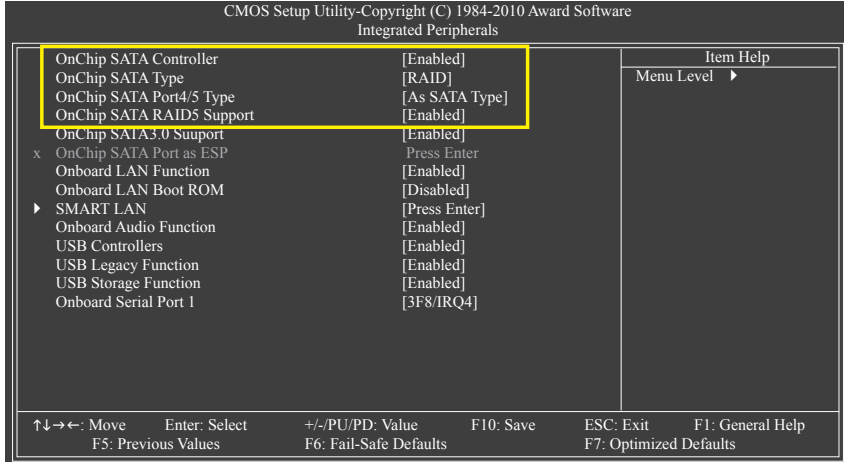 CMOS Setup Utility-Copyright (C) 1984-2010 Award Software
Integrated Peripherals
OnChip SATA Controller [Enabled] Item Help
OnChip SATA Type [RAID] Menu Level ▶
OnChip SATA Port4/5 Type [As SATA Type]
OnChip SATA RAID5 Support [Enabled]
OnChip SATA3.0 Suuport [Enabled]
x OnChip SATA Port as ESP Press Enter
Onboard LAN Function [Enabled]
Onboard LAN Boot ROM [Disabled]
▶ SMART LAN [Press Enter]
Onboard Audio Function [Enabled]
USB Controllers [Enabled]
USB Legacy Function [Enabled]
USB Storage Function [Enabled]
Onboard Serial Port 1 [3F8/IRQ4]
↑↓→←: Move Enter: Select +/-/PU/PD: Value F10: Save ESC: Exit F1: General Help
F5: Previous Values F6: Fail-Safe Defaults F7: Optimized Defaults